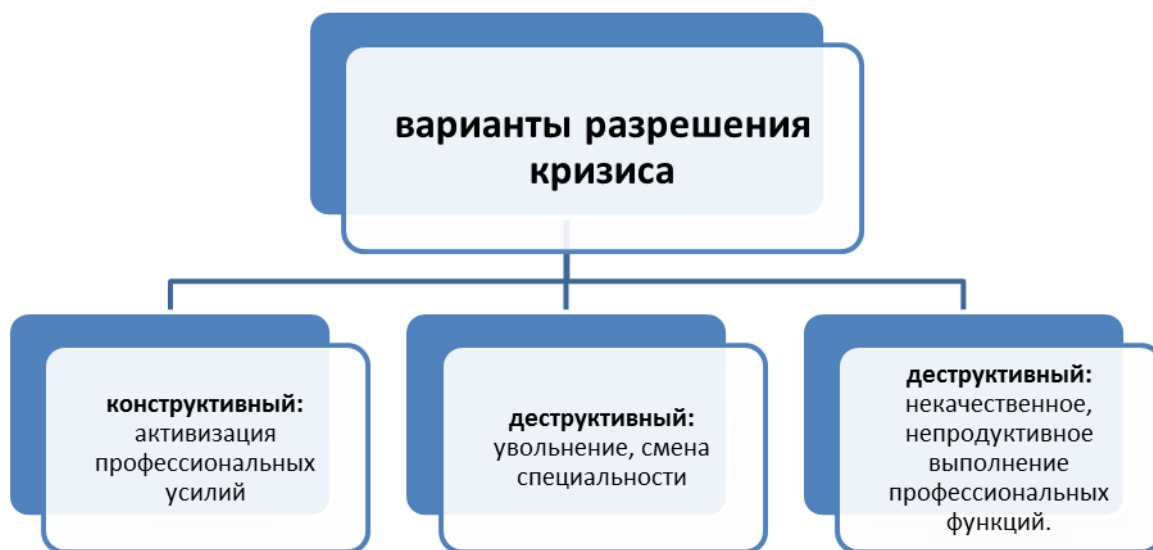 варианты разрешения
кризиса
конструктивный:
активизация
профессиональных
усилий
деструктивный:
увольнение, смена
специальности
деструктивный:
некачественное,
непродуктивное
выполнение
профессиональных
функций.